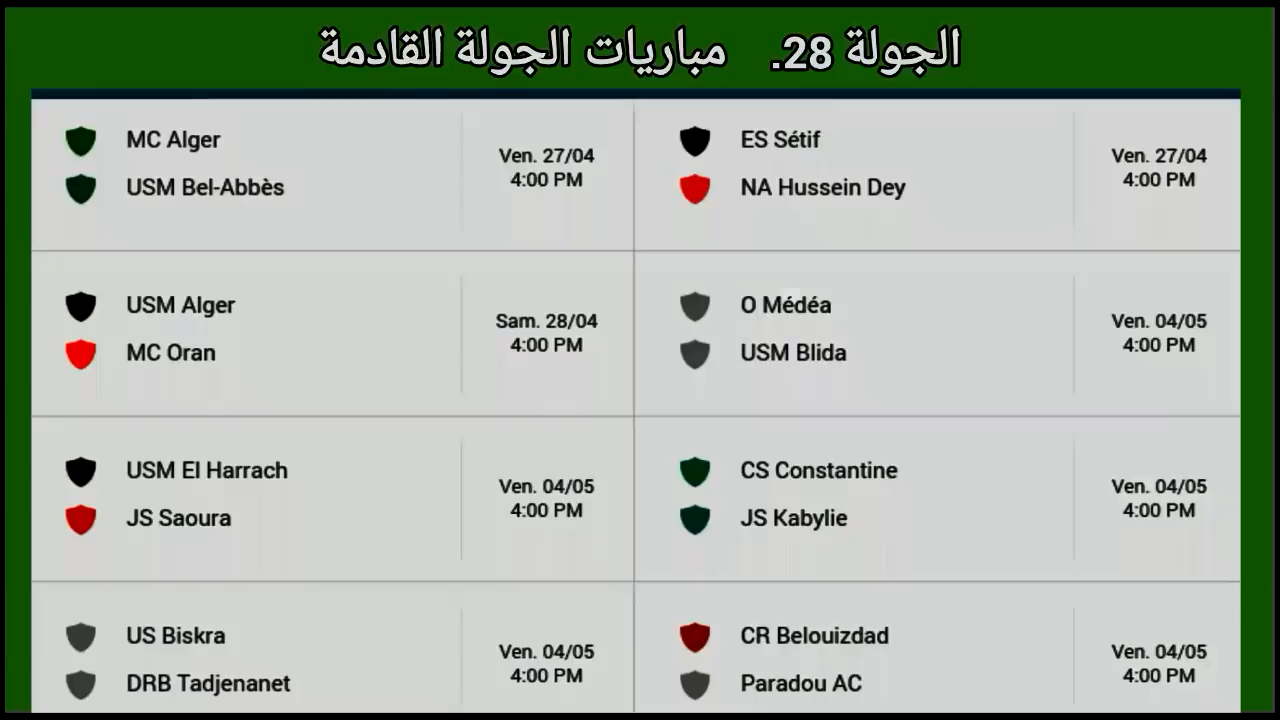 الجولة 28. مباريات الجولة القادمة
MC Alger
USM Bel-Abbès
Ven. 27/04
4:00 PM
ES Sétif
NA Hussein Dey
Ven. 27/04
4:00 PM
USM Alger
MC Oran
Sam. 28/04
4:00 PM
O Médéa
USM Blida
Ven. 04/05
4:00 PM
USM El Harrach
JS Saoura
Ven. 04/05
4:00 PM
CS Constantine
JS Kabylie
Ven. 04/05
4:00 PM
US Biskra
DRB Tadjenanet
Ven. 04/05
4:00 PM
CR Belouizdad
Paradou AC
Ven. 04/05
4:00 PM